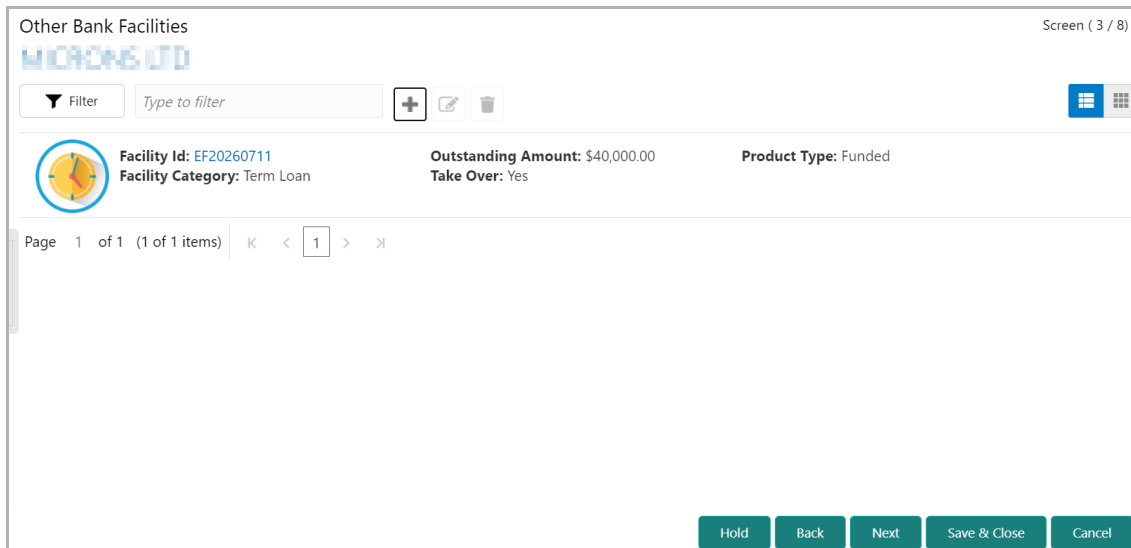 Other Bank Facilities Screen ( 3 / 8)
Filter Type to filter
Facility Id: EF20260711 Outstanding Amount: $40,000.00 Product Type: Funded
Facility Category: Term Loan Take Over: Yes
Page 1 of 1 (1 of 1 items) 1
Hold Back Next Save & Close Cancel